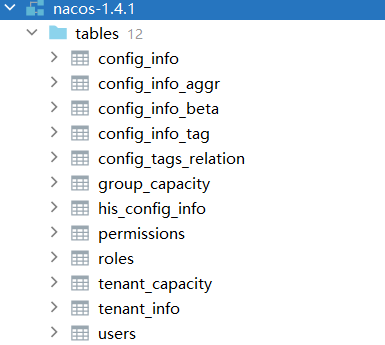 nacos-1.4.1
tables 12
config_info
config_info_aggr
config_info_beta
config_info_tag
config_tags_relation
group_capacity
his_config_info
permissions
roles
tenant_capacity
tenant_info
users